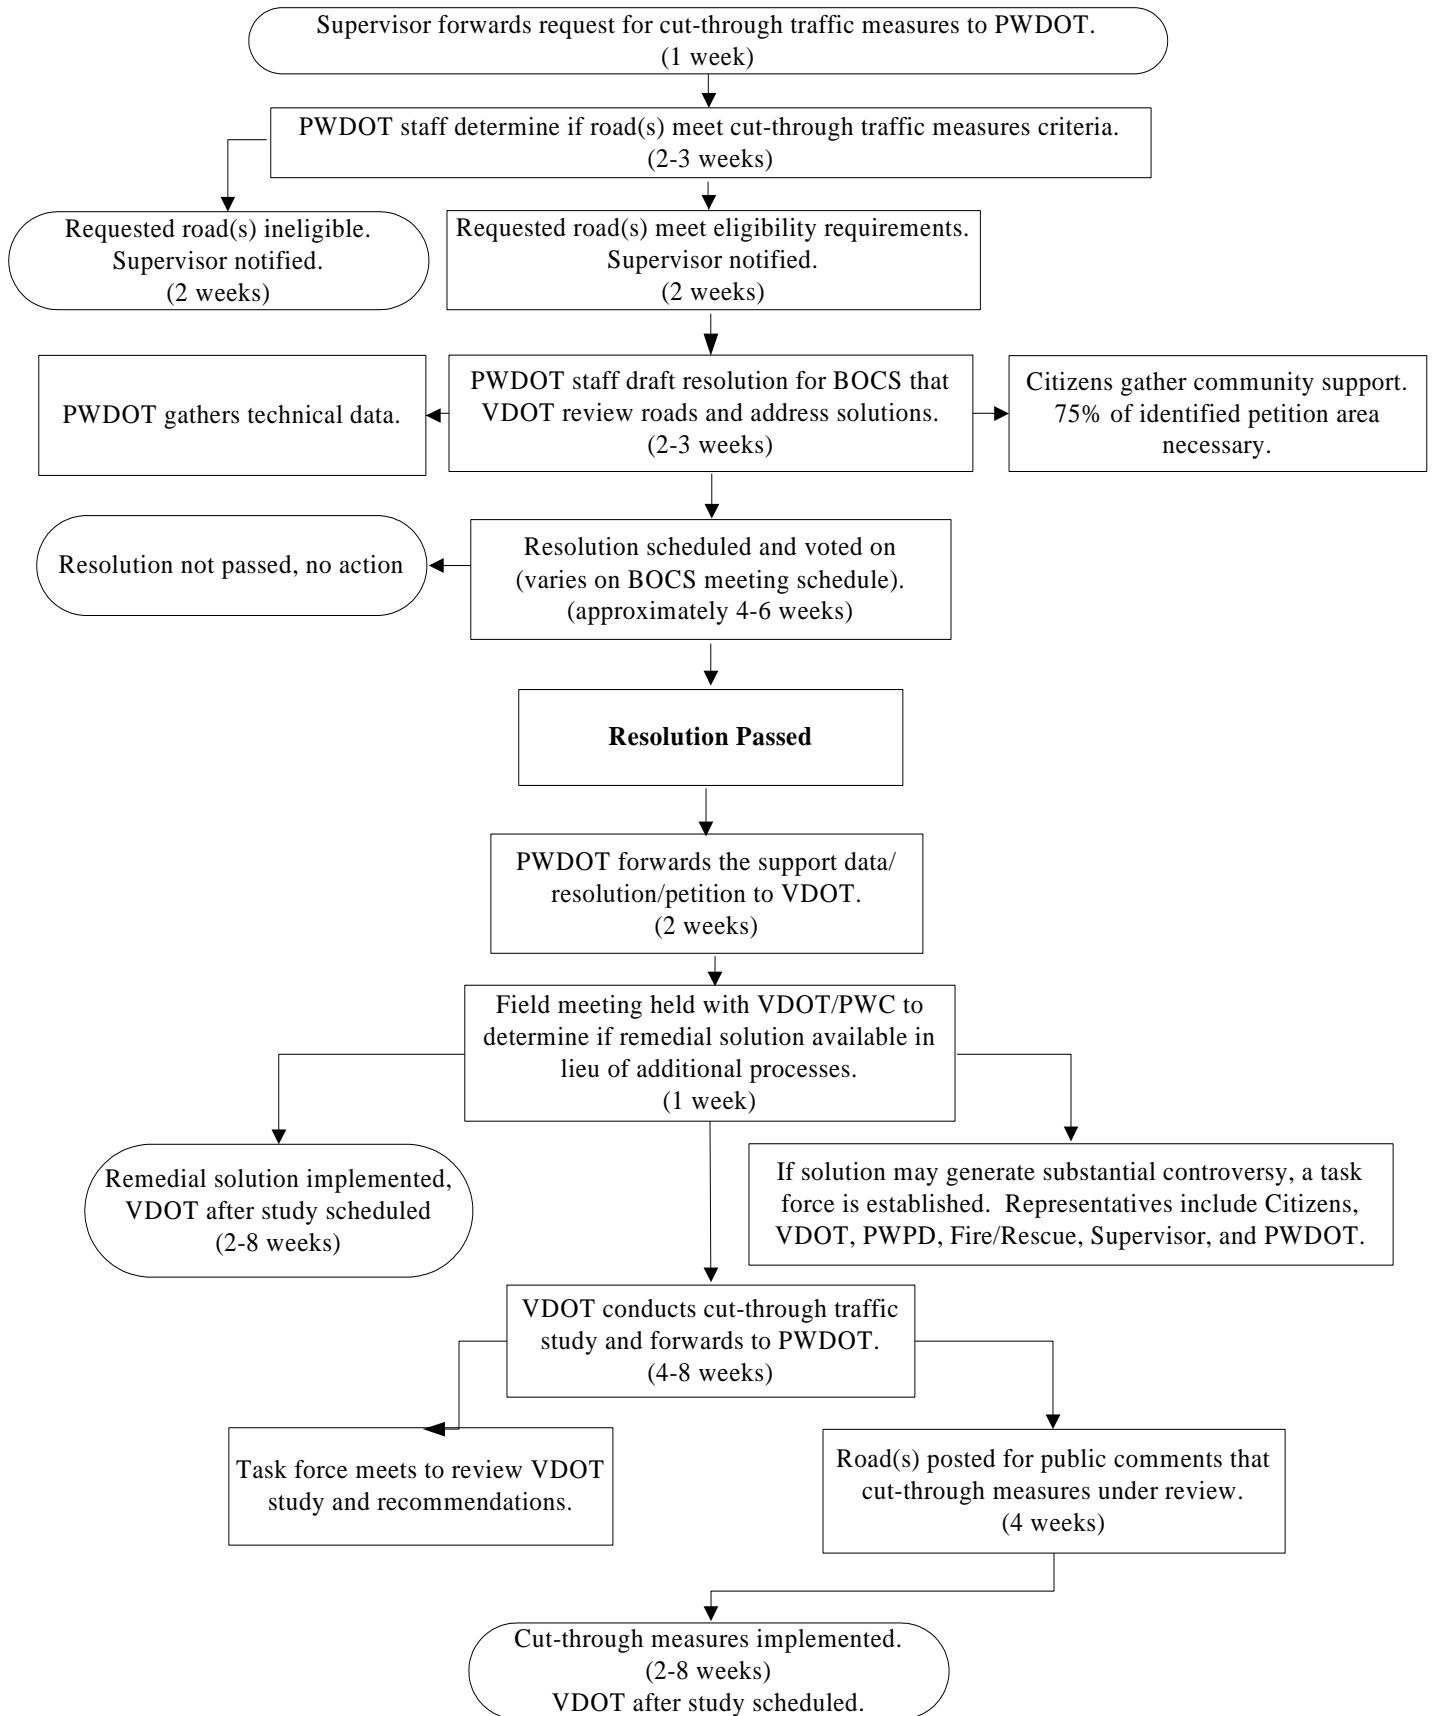 Supervisor forwards request for cut-through traffic measures to PWDOT.
(1 week)
PWDOT staff determine if road(s) meet cut-through traffic measures criteria.
(2-3 weeks)
Requested road(s) ineligible.
Supervisor notified.
(2 weeks)
Requested road(s) meet eligibility requirements.
Supervisor notified.
(2 weeks)
PWDOT gathers technical data.
PWDOT staff draft resolution for BOCS that
VDOT review roads and address solutions.
(2-3 weeks)
Citizens gather community support.
75% of identified petition area
necessary.
Resolution not passed, no action
Resolution scheduled and voted on
(varies on BOCS meeting schedule).
(approximately 4-6 weeks)
Resolution Passed
PWDOT forwards the support data/
resolution/petition to VDOT.
(2 weeks)
Field meeting held with VDOT/PWC to
determine if remedial solution available in
lieu of additional processes.
(1 week)
Remedial solution implemented,
VDOT after study scheduled
(2-8 weeks)
If solution may generate substantial controversy, a task
force is established.  Representatives include Citizens,
VDOT, PWPD, Fire/Rescue, Supervisor, and PWDOT.
VDOT conducts cut-through traffic
study and forwards to PWDOT.
(4-8 weeks)
Task force meets to review VDOT
study and recommendations.
Road(s) posted for public comments that
cut-through measures under review.
(4 weeks)
Cut-through measures implemented.
(2-8 weeks)
VDOT after study scheduled.